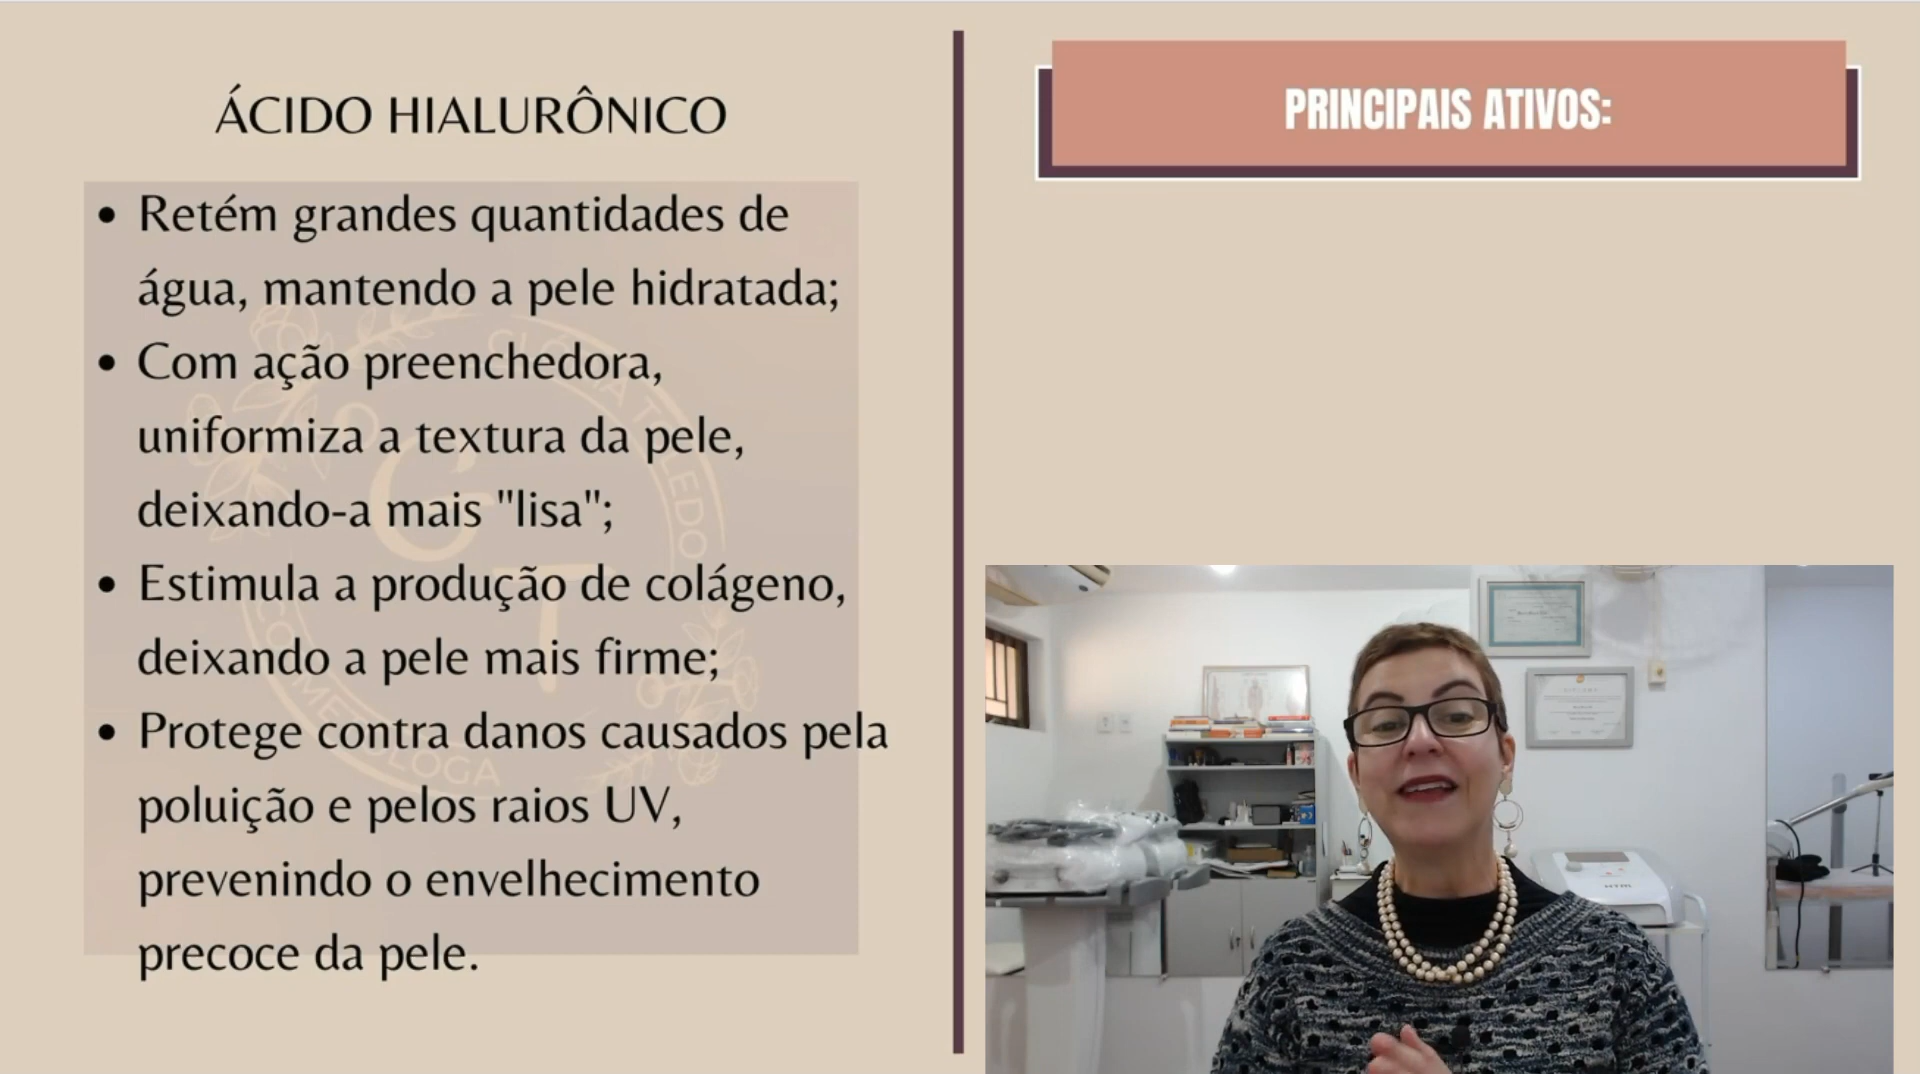 ÁCIDO HIALURÔNICO
• Retém grandes quantidades de
água, mantendo a pele hidratada;
• Com ação preenchedora,
uniformiza a textura da pele,
deixando-a mais "lisa";
• Estimula a produção de colágeno,
deixando a pele mais firme;
• Protege contra danos causados pela
poluição e pelos raios UV,
prevenindo o envelhecimento
precoce da pele.
PRINCIPAIS ATIVOS:
DIPLOMA
HTM